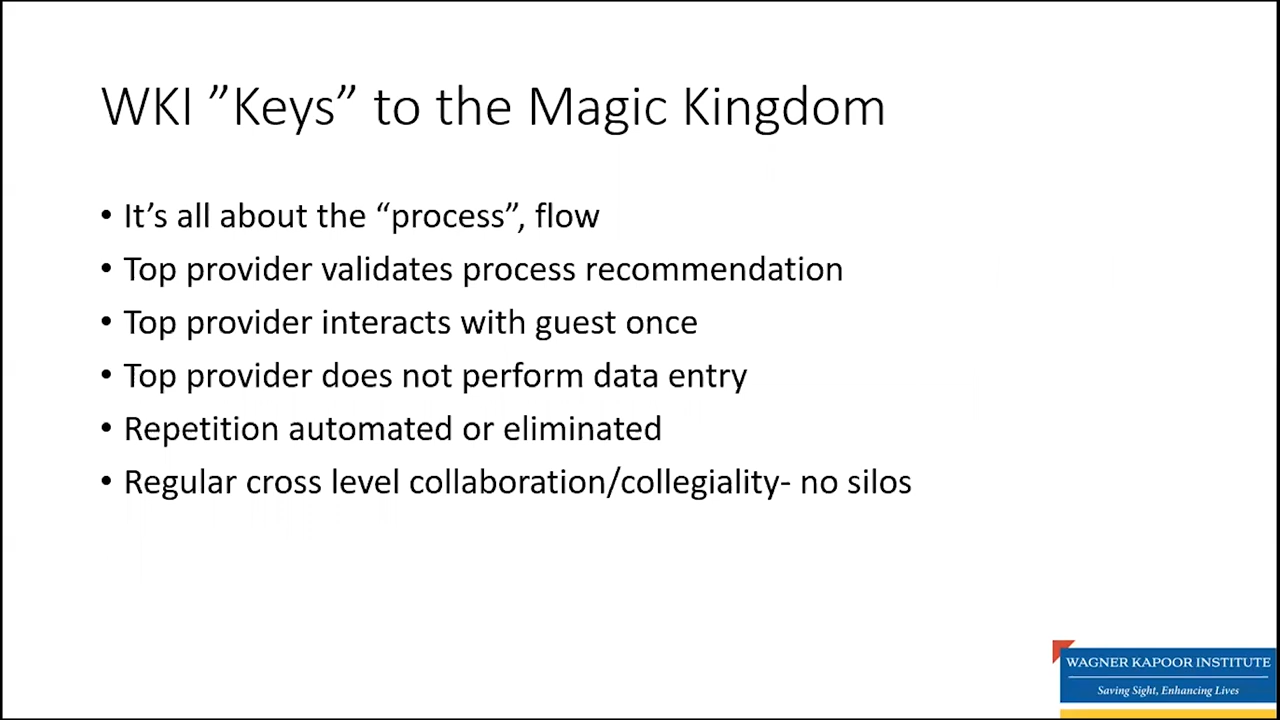 WKI ”Keys” to the Magic Kingdom
• It’s all about the “process”, flow
• Top provider validates process recommendation
• Top provider interacts with guest once
• Top provider does not perform data entry
• Repetition automated or eliminated
• Regular cross level collaboration/collegiality- no silos
WAGNER KAPOOR INSTITUTE
Saving Sight, Enhancing Lives